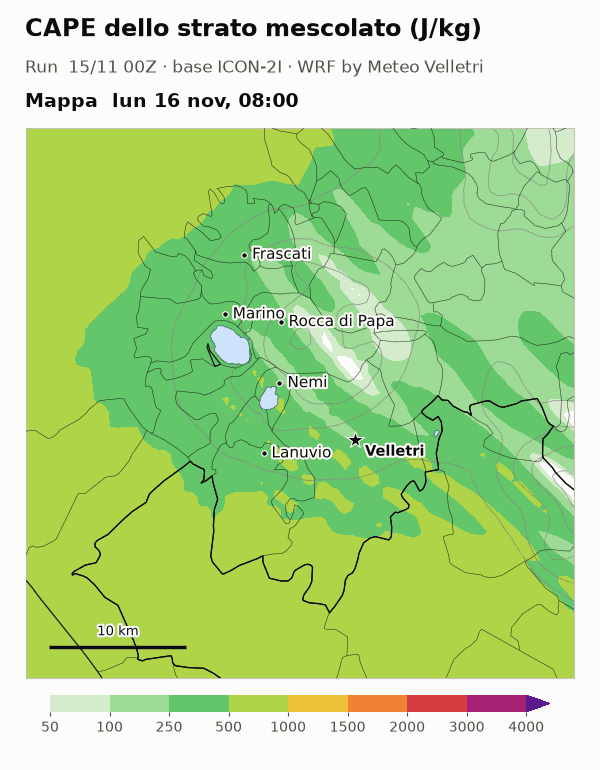 CAPE dello strato mescolato (J/kg)
Run  15/11 00Z · base ICON-2I · WRF by Meteo Velletri
Mappa  lun 16 nov, 08:00
Frascati
Marino
Rocca di Papa
Nemi
Velletri
Lanuvio
10 km
50 100 250 500 1000 1500 2000 3000 4000